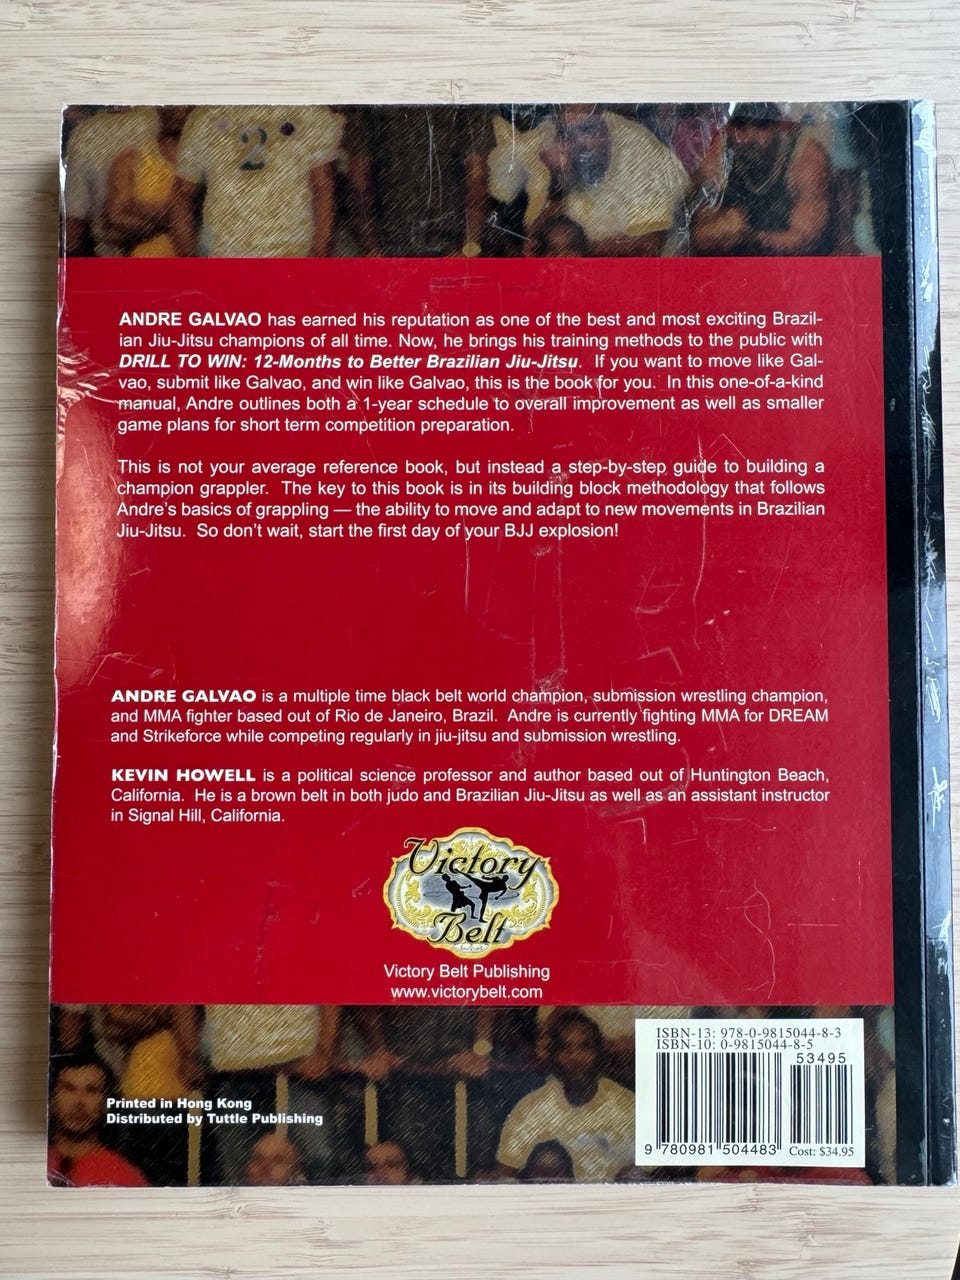 ANDRE GALVAO has earned his reputation as one of the best and most exciting Brazil-
ian Jiu-Jitsu champions of all time. Now, he brings his training methods to the public with
DRILL TO WIN: 12-Months to Better Brazilian Jiu-Jitsu. If you want to move like Gal-
vao, submit like Galvao, and win like Galvao, this is the book for you. In this one-of-a-kind
manual, Andre outlines both a 1-year schedule to overall improvement as well as smaller
game plans for short term competition preparation.
This is not your average reference book, but instead a step-by-step guide to building a
champion grappler. The key to this book is in its building block methodology that follows
Andre's basics of grappling — the ability to move and adapt to new movements in Brazilian
Jiu-Jitsu. So don't wait, start the first day of your BJJ explosion!
ANDRE GALVAO is a multiple time black belt world champion, submission wrestling champion,
and MMA fighter based out of Rio de Janeiro, Brazil. Andre is currently fighting MMA for DREAM
and Strikeforce while competing regularly in jiu-jitsu and submission wrestling.
KEVIN HOWELL is a political science professor and author based out of Huntington Beach,
California. He is a brown belt in both judo and Brazilian Jiu-Jitsu as well as an assistant instructor
in Signal Hill, California.
Victory
Belt
Victory Belt Publishing
www.victorybelt.com
ISBN-13: 978-0-9815044-8-3
ISBN-10: 0-9815044-8-5
53495
9 780981 504483
Cost: $34.95
Printed in Hong Kong
Distributed by Tuttle Publishing